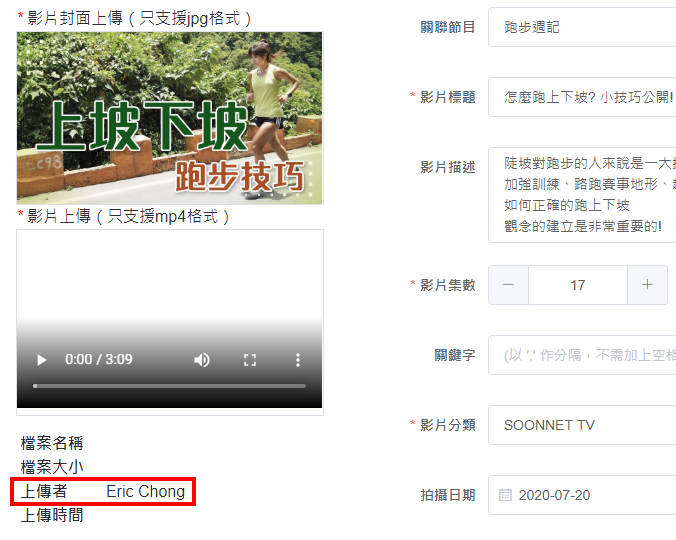 * 影片封面上傳（只支援jpg格式）
上坡下坡
跑步技巧
* 影片上傳（只支援mp4格式）
0:00 / 3:09
檔案名稱
檔案大小
上傳者 Eric Chong
上傳時間
關聯節目 跑步週記
* 影片標題 怎麼跑上下坡? 小技巧公開!
影片描述 陡坡對跑步的人來說是一大
加強訓練、路跑賽事地形、
如何正確的跑上下坡
觀念的建立是非常重要的!
* 影片集數 − 17 +
關鍵字 (以 ',' 作分隔，不需加上空
* 影片分類 SOONNET TV
拍攝日期 2020-07-20